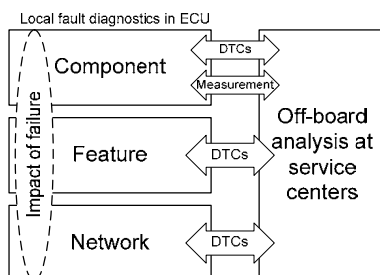 Local fault diagnostics in ECU
Component
DTCs
Measurement
Impact of failure
Feature
DTCs
Off-board
analysis at
service
centers
Network
DTCs